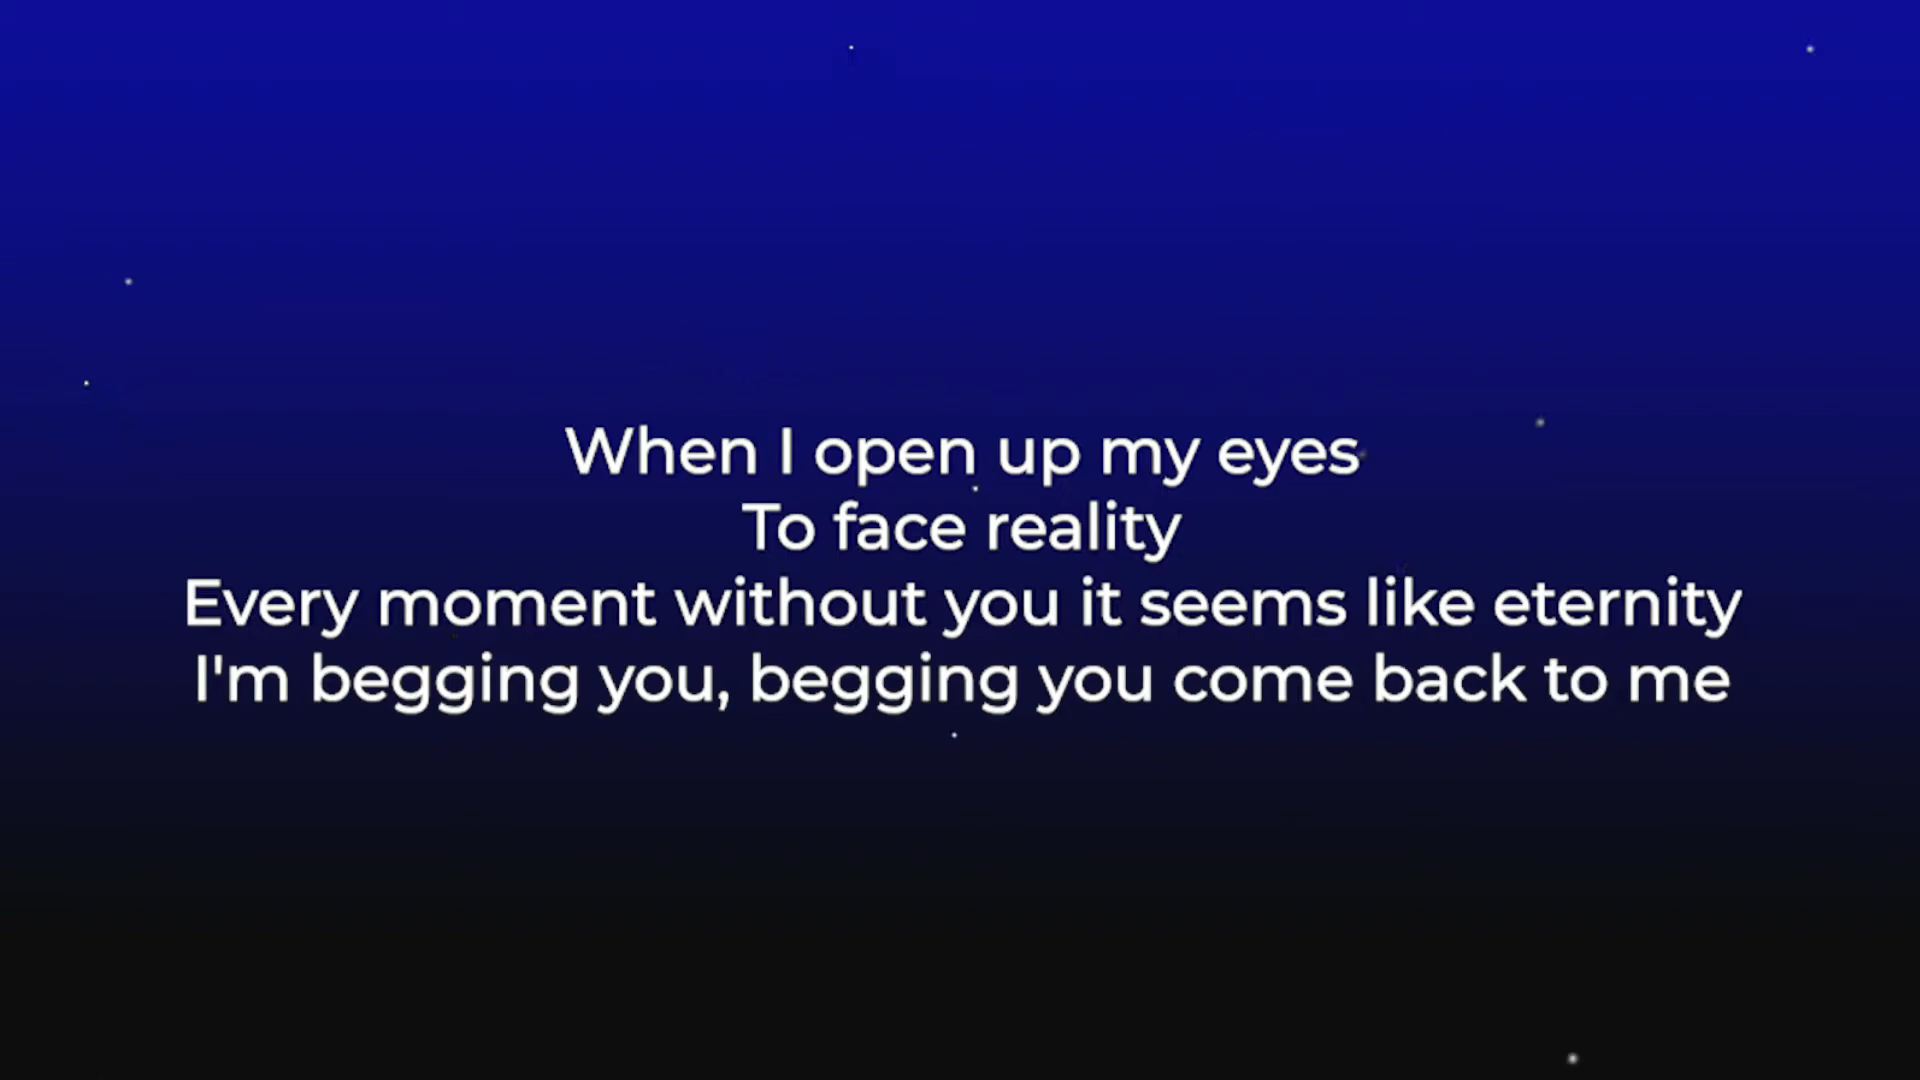 When I open up my eyes
To face reality
Every moment without you it seems like eternity
I'm begging you, begging you come back to me